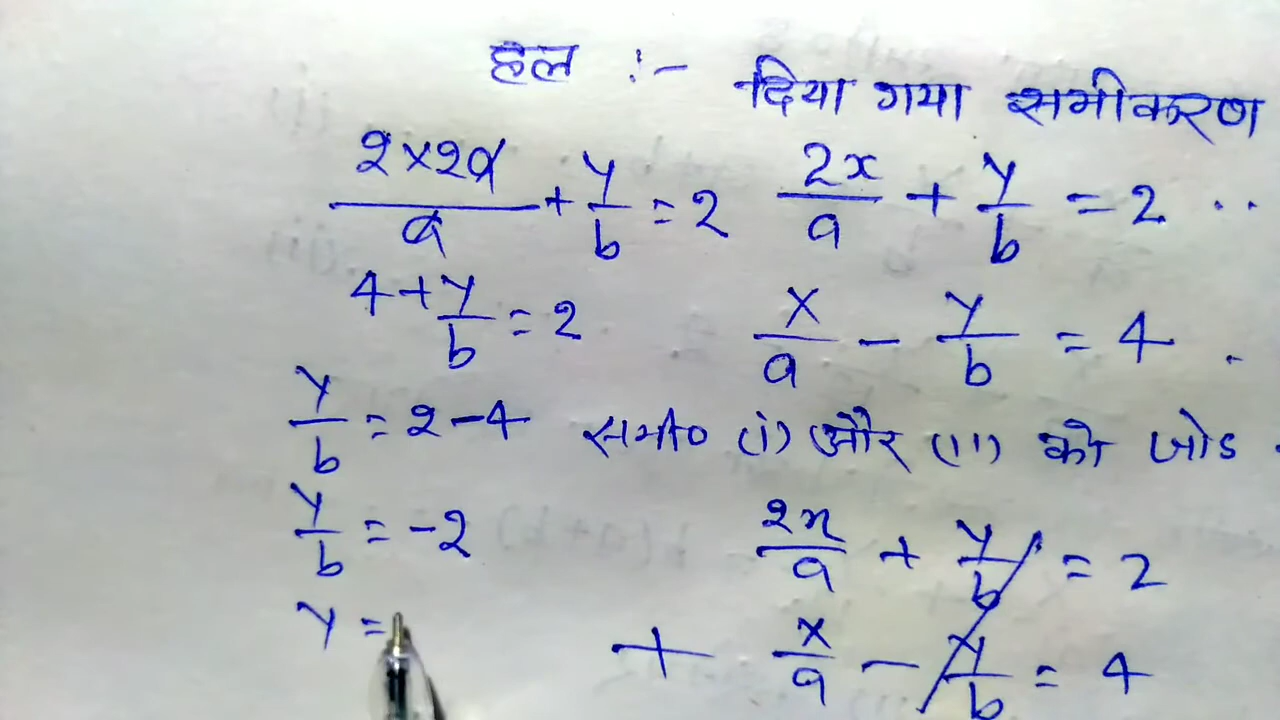 हल :-
दिया गया समीकरण
2x/a + y/b = 2 ..
x/a - y/b = 4 .
समी० (i) और (ii) को जोड़
2x/a + y/b = 2
+ x/a - y/b = 4
2×2a/a + y/b = 2
4 + y/b = 2
y/b = 2 - 4
y/b = -2
y =